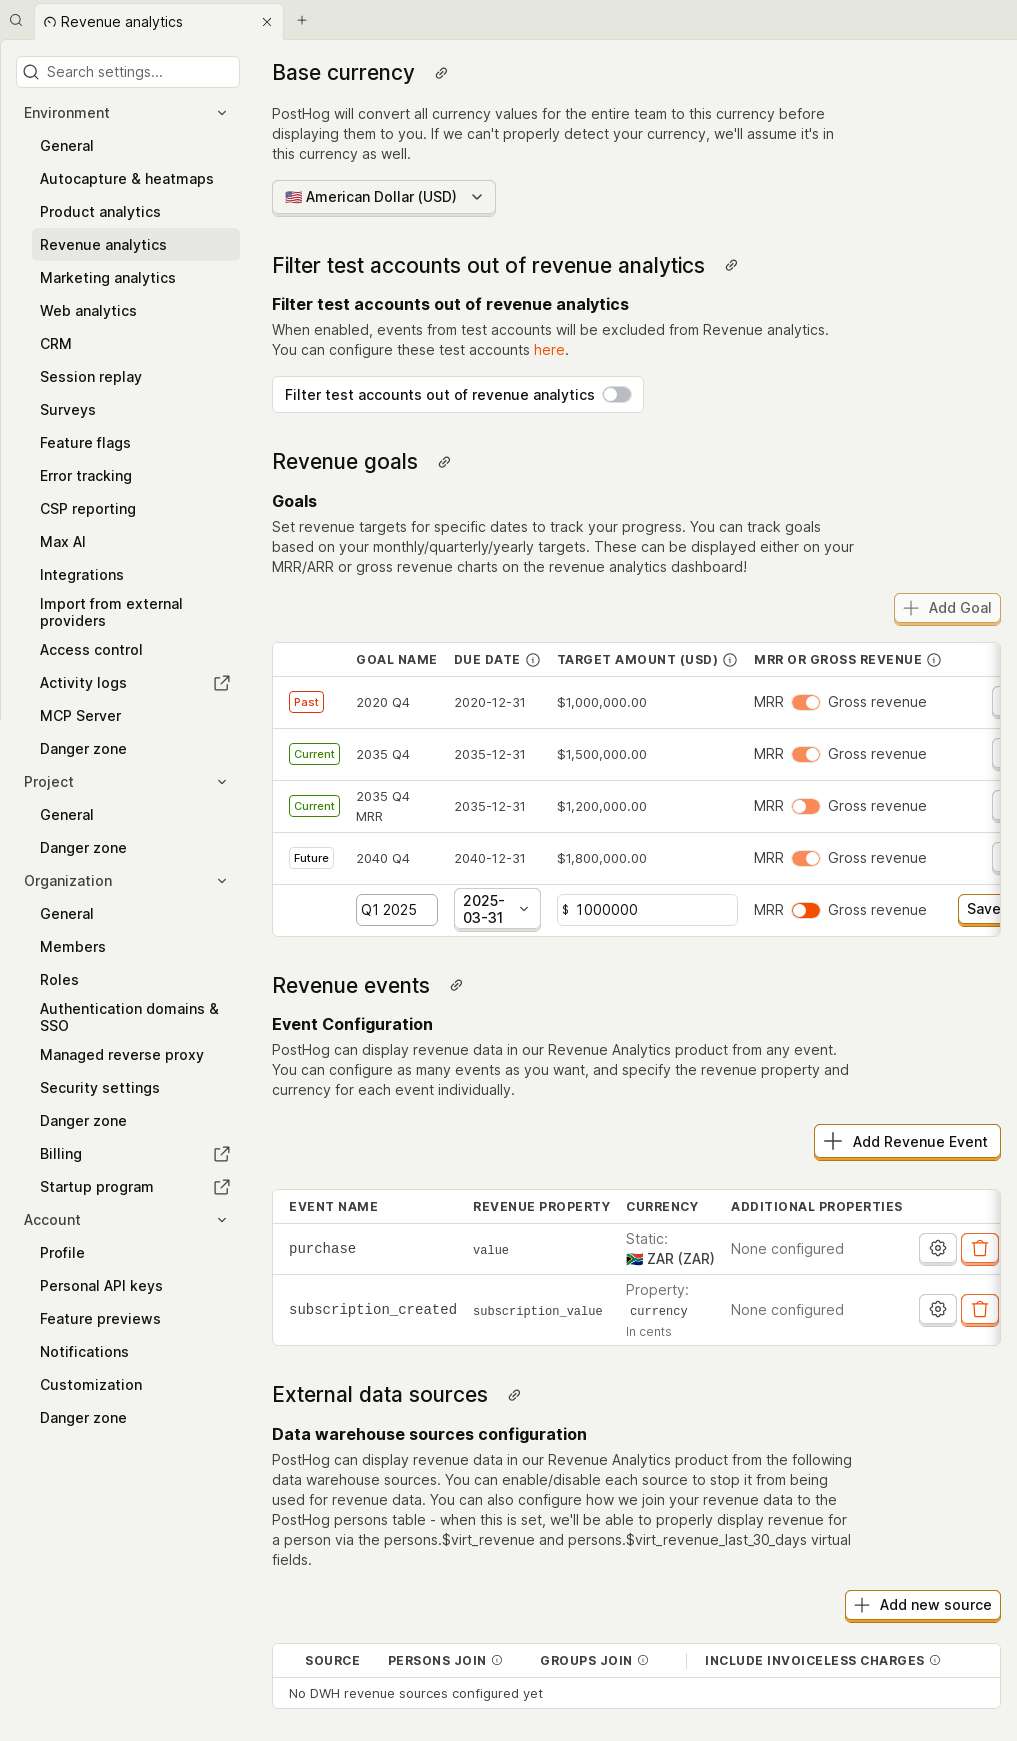 Revenue analytics
Search settings...
Environment
General
Autocapture & heatmaps
Product analytics
Revenue analytics
Marketing analytics
Web analytics
CRM
Session replay
Surveys
Feature flags
Error tracking
CSP reporting
Max AI
Integrations
Import from external
providers
Access control
Activity logs
MCP Server
Danger zone
Project
General
Danger zone
Organization
General
Members
Roles
Authentication domains &
SSO
Managed reverse proxy
Security settings
Danger zone
Billing
Startup program
Account
Profile
Personal API keys
Feature previews
Notifications
Customization
Danger zone
Base currency
PostHog will convert all currency values for the entire team to this currency before
displaying them to you. If we can't properly detect your currency, we'll assume it's in
this currency as well.
🇺🇸 American Dollar (USD)
Filter test accounts out of revenue analytics
Filter test accounts out of revenue analytics
When enabled, events from test accounts will be excluded from Revenue analytics.
You can configure these test accounts here.
Filter test accounts out of revenue analytics
Revenue goals
Goals
Set revenue targets for specific dates to track your progress. You can track goals
based on your monthly/quarterly/yearly targets. These can be displayed either on your
MRR/ARR or gross revenue charts on the revenue analytics dashboard!
Add Goal
GOAL NAME DUE DATE TARGET AMOUNT (USD) MRR OR GROSS REVENUE
Past 2020 Q4 2020-12-31 $1,000,000.00 MRR Gross revenue
Current 2035 Q4 2035-12-31 $1,500,000.00 MRR Gross revenue
Current 2035 Q4 MRR 2035-12-31 $1,200,000.00 MRR Gross revenue
Future 2040 Q4 2040-12-31 $1,800,000.00 MRR Gross revenue
Q1 2025 2025-03-31 $ 1000000 MRR Gross revenue Save
Revenue events
Event Configuration
PostHog can display revenue data in our Revenue Analytics product from any event.
You can configure as many events as you want, and specify the revenue property and
currency for each event individually.
Add Revenue Event
EVENT NAME REVENUE PROPERTY CURRENCY ADDITIONAL PROPERTIES
purchase value Static: 🇿🇦 ZAR (ZAR) None configured
subscription_created subscription_value Property: currency In cents None configured
External data sources
Data warehouse sources configuration
PostHog can display revenue data in our Revenue Analytics product from the following
data warehouse sources. You can enable/disable each source to stop it from being
used for revenue data. You can also configure how we join your revenue data to the
PostHog persons table - when this is set, we'll be able to properly display revenue for
a person via the persons.$virt_revenue and persons.$virt_revenue_last_30_days virtual
fields.
Add new source
SOURCE PERSONS JOIN GROUPS JOIN INCLUDE INVOICELESS CHARGES
No DWH revenue sources configured yet